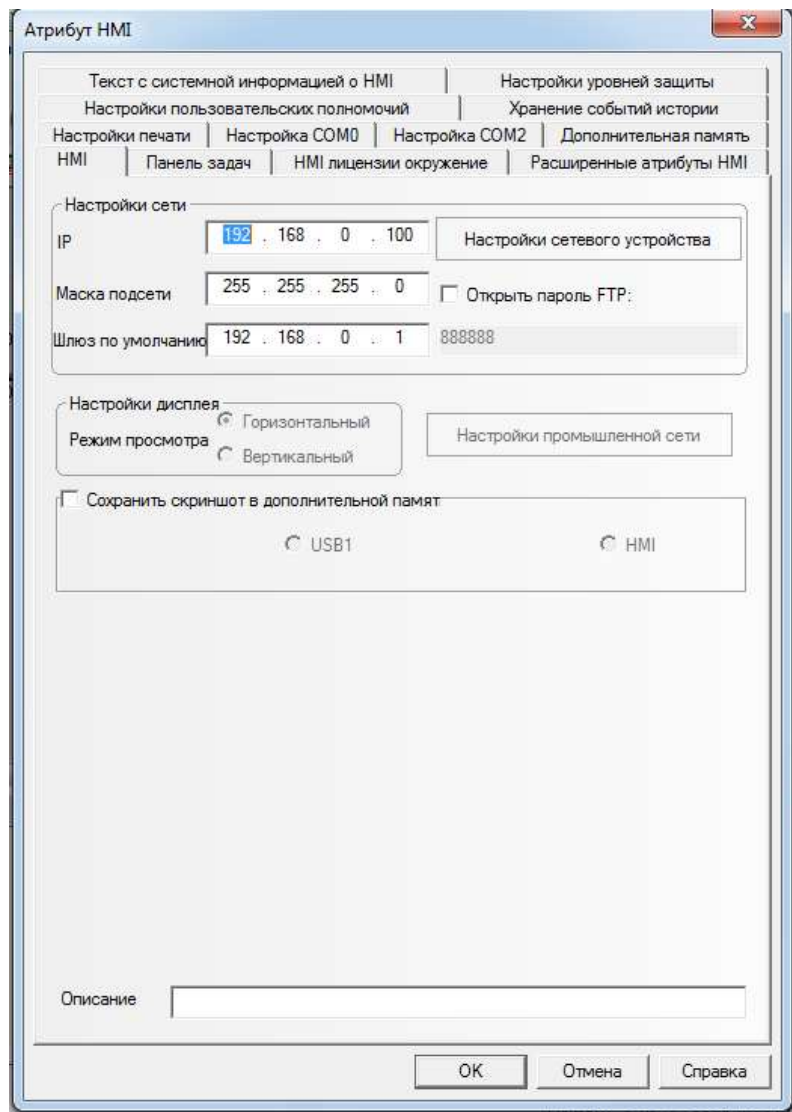 Атрибут HMI
Текст с системной информацией о HMI Настройки уровней защиты
Настройки пользовательских полномочий Хранение событий истории
Настройки печати Настройка COM0 Настройка COM2 Дополнительная память
HMI Панель задач HMI лицензии окружение Расширенные атрибуты HMI
Настройки сети
IP 192 . 168 . 0 . 100 Настройки сетевого устройства
Маска подсети 255 . 255 . 255 . 0 Открыть пароль FTP:
Шлюз по умолчанию 192 . 168 . 0 . 1 888888
Настройки дисплея
Режим просмотра Горизонтальный Настройки промышленной сети
Вертикальный
Сохранить скриншот в дополнительной памят
USB1 HMI
Описание
OK Отмена Справка